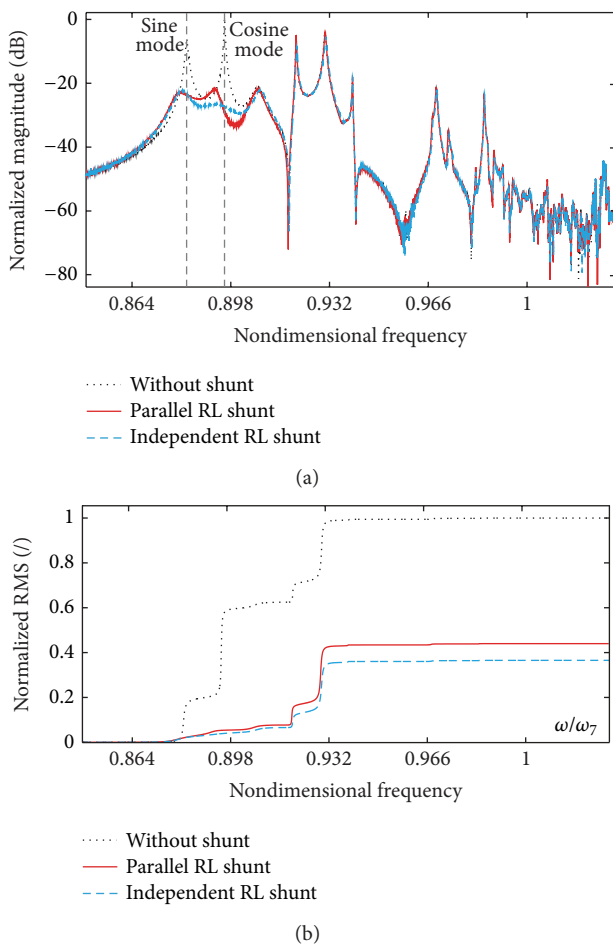 Sine mode
Cosine mode
0
−20
−40
−60
−80
Normalized magnitude (dB)
0.864 0.898 0.932 0.966 1
Nondimensional frequency
Without shunt
Parallel RL shunt
Independent RL shunt
(a)
1
0.8
0.6
0.4
0.2
0
Normalized RMS (/)
ω/ω7
0.864 0.898 0.932 0.966 1
Nondimensional frequency
Without shunt
Parallel RL shunt
Independent RL shunt
(b)